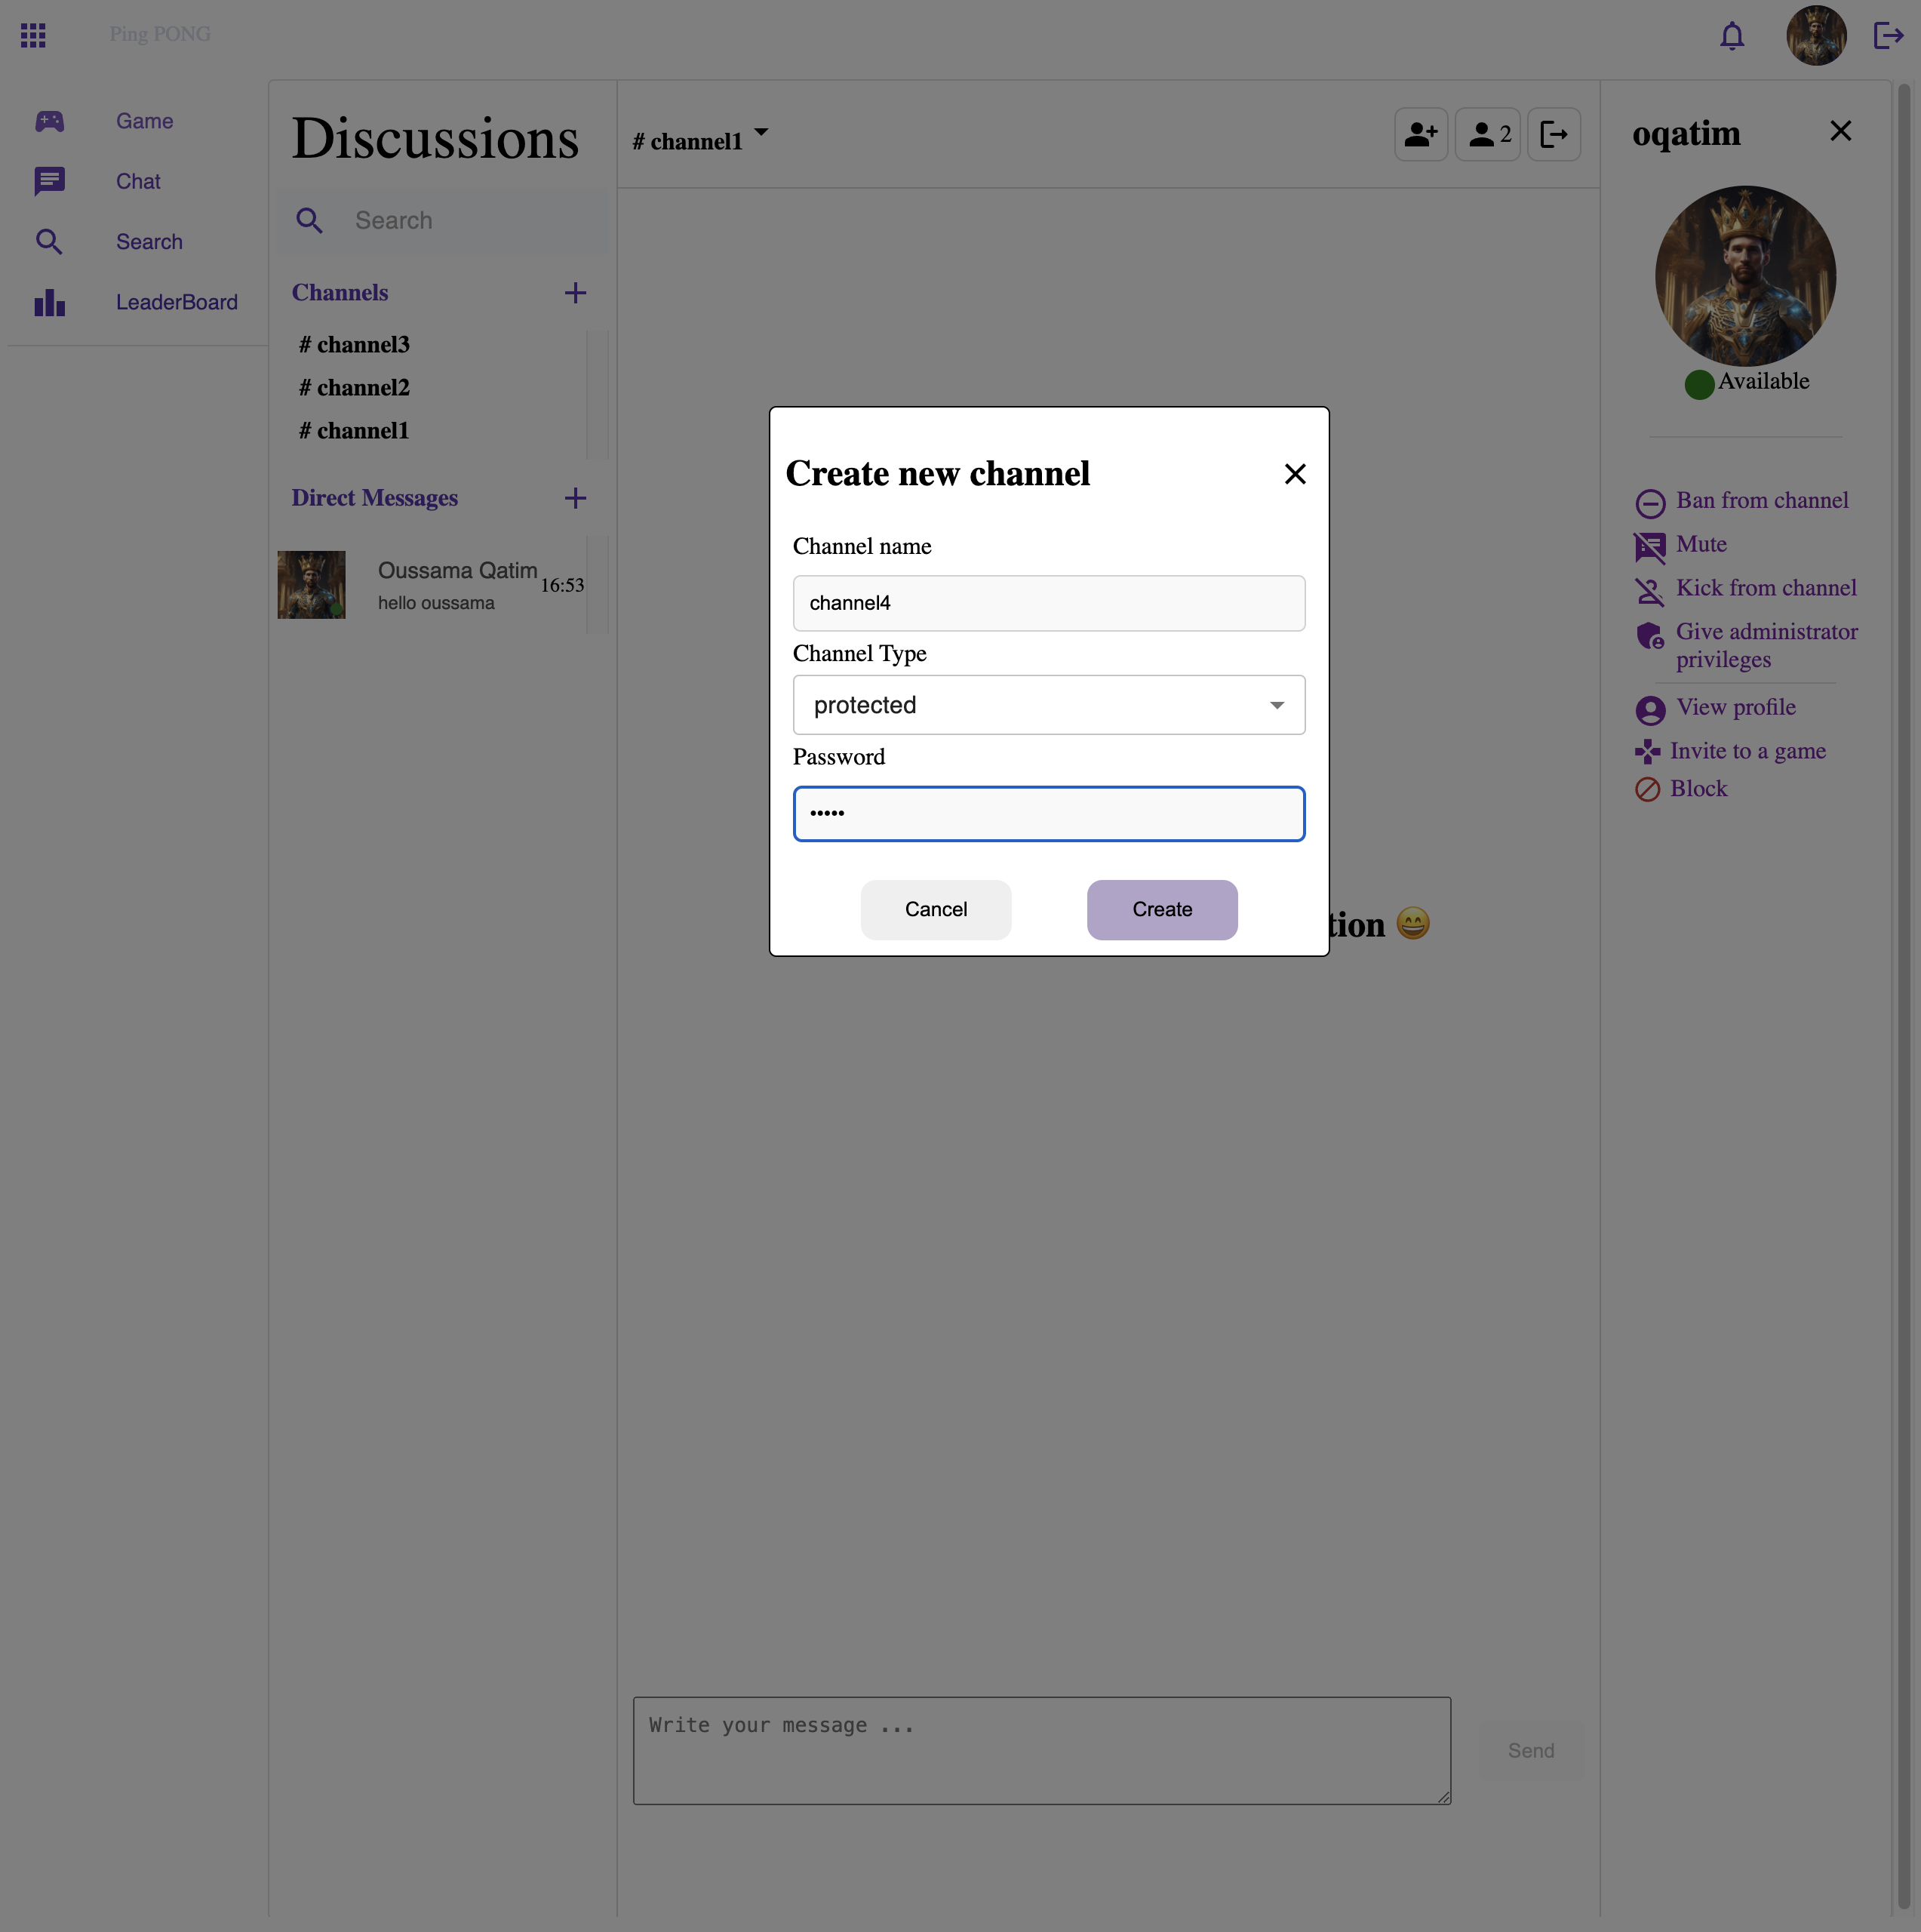 Ping PONG
Game
Chat
Search
LeaderBoard
Discussions
Search
Channels
# channel3
# channel2
# channel1
Direct Messages
Oussama Qatim
hello oussama
16:53
# channel1
2
Create new channel
Channel name
channel4
Channel Type
protected
Password
•••••
Cancel
Create
tion 😄
Write your message ...
Send
oqatim
Available
Ban from channel
Mute
Kick from channel
Give administrator
privileges
View profile
Invite to a game
Block